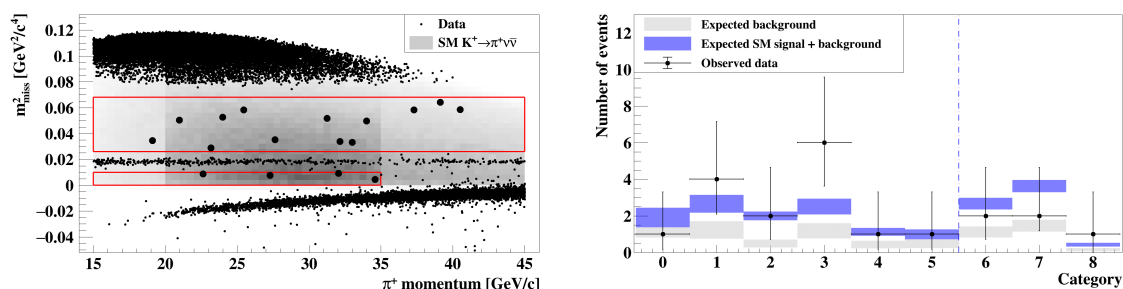 m²miss [GeV²/c⁴]
0.12
0.1
0.08
0.06
0.04
0.02
0
−0.02
−0.04
Data
SM K⁺→π⁺νν̅
15 20 25 30 35 40 45
π⁺ momentum [GeV/c]
Number of events
12
10
8
6
4
2
0
Expected background
Expected SM signal + background
Observed data
0 1 2 3 4 5 6 7 8
Category